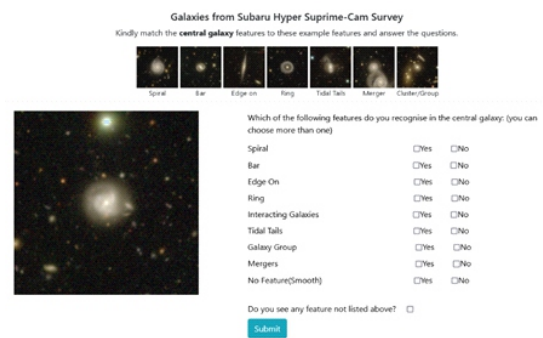 Galaxies from Subaru Hyper Suprime-Cam Survey
Kindly match the central galaxy features to these example features and answer the questions.
Spiral Bar Edge on Ring Tidal Tails Merger Cluster/Group
Which of the following features do you recognise in the central galaxy: (you can
choose more than one)
Spiral Yes No
Bar Yes No
Edge On Yes No
Ring Yes No
Interacting Galaxies Yes No
Tidal Tails Yes No
Galaxy Group Yes No
Mergers Yes No
No Feature(Smooth) Yes No
Do you see any feature not listed above?
Submit